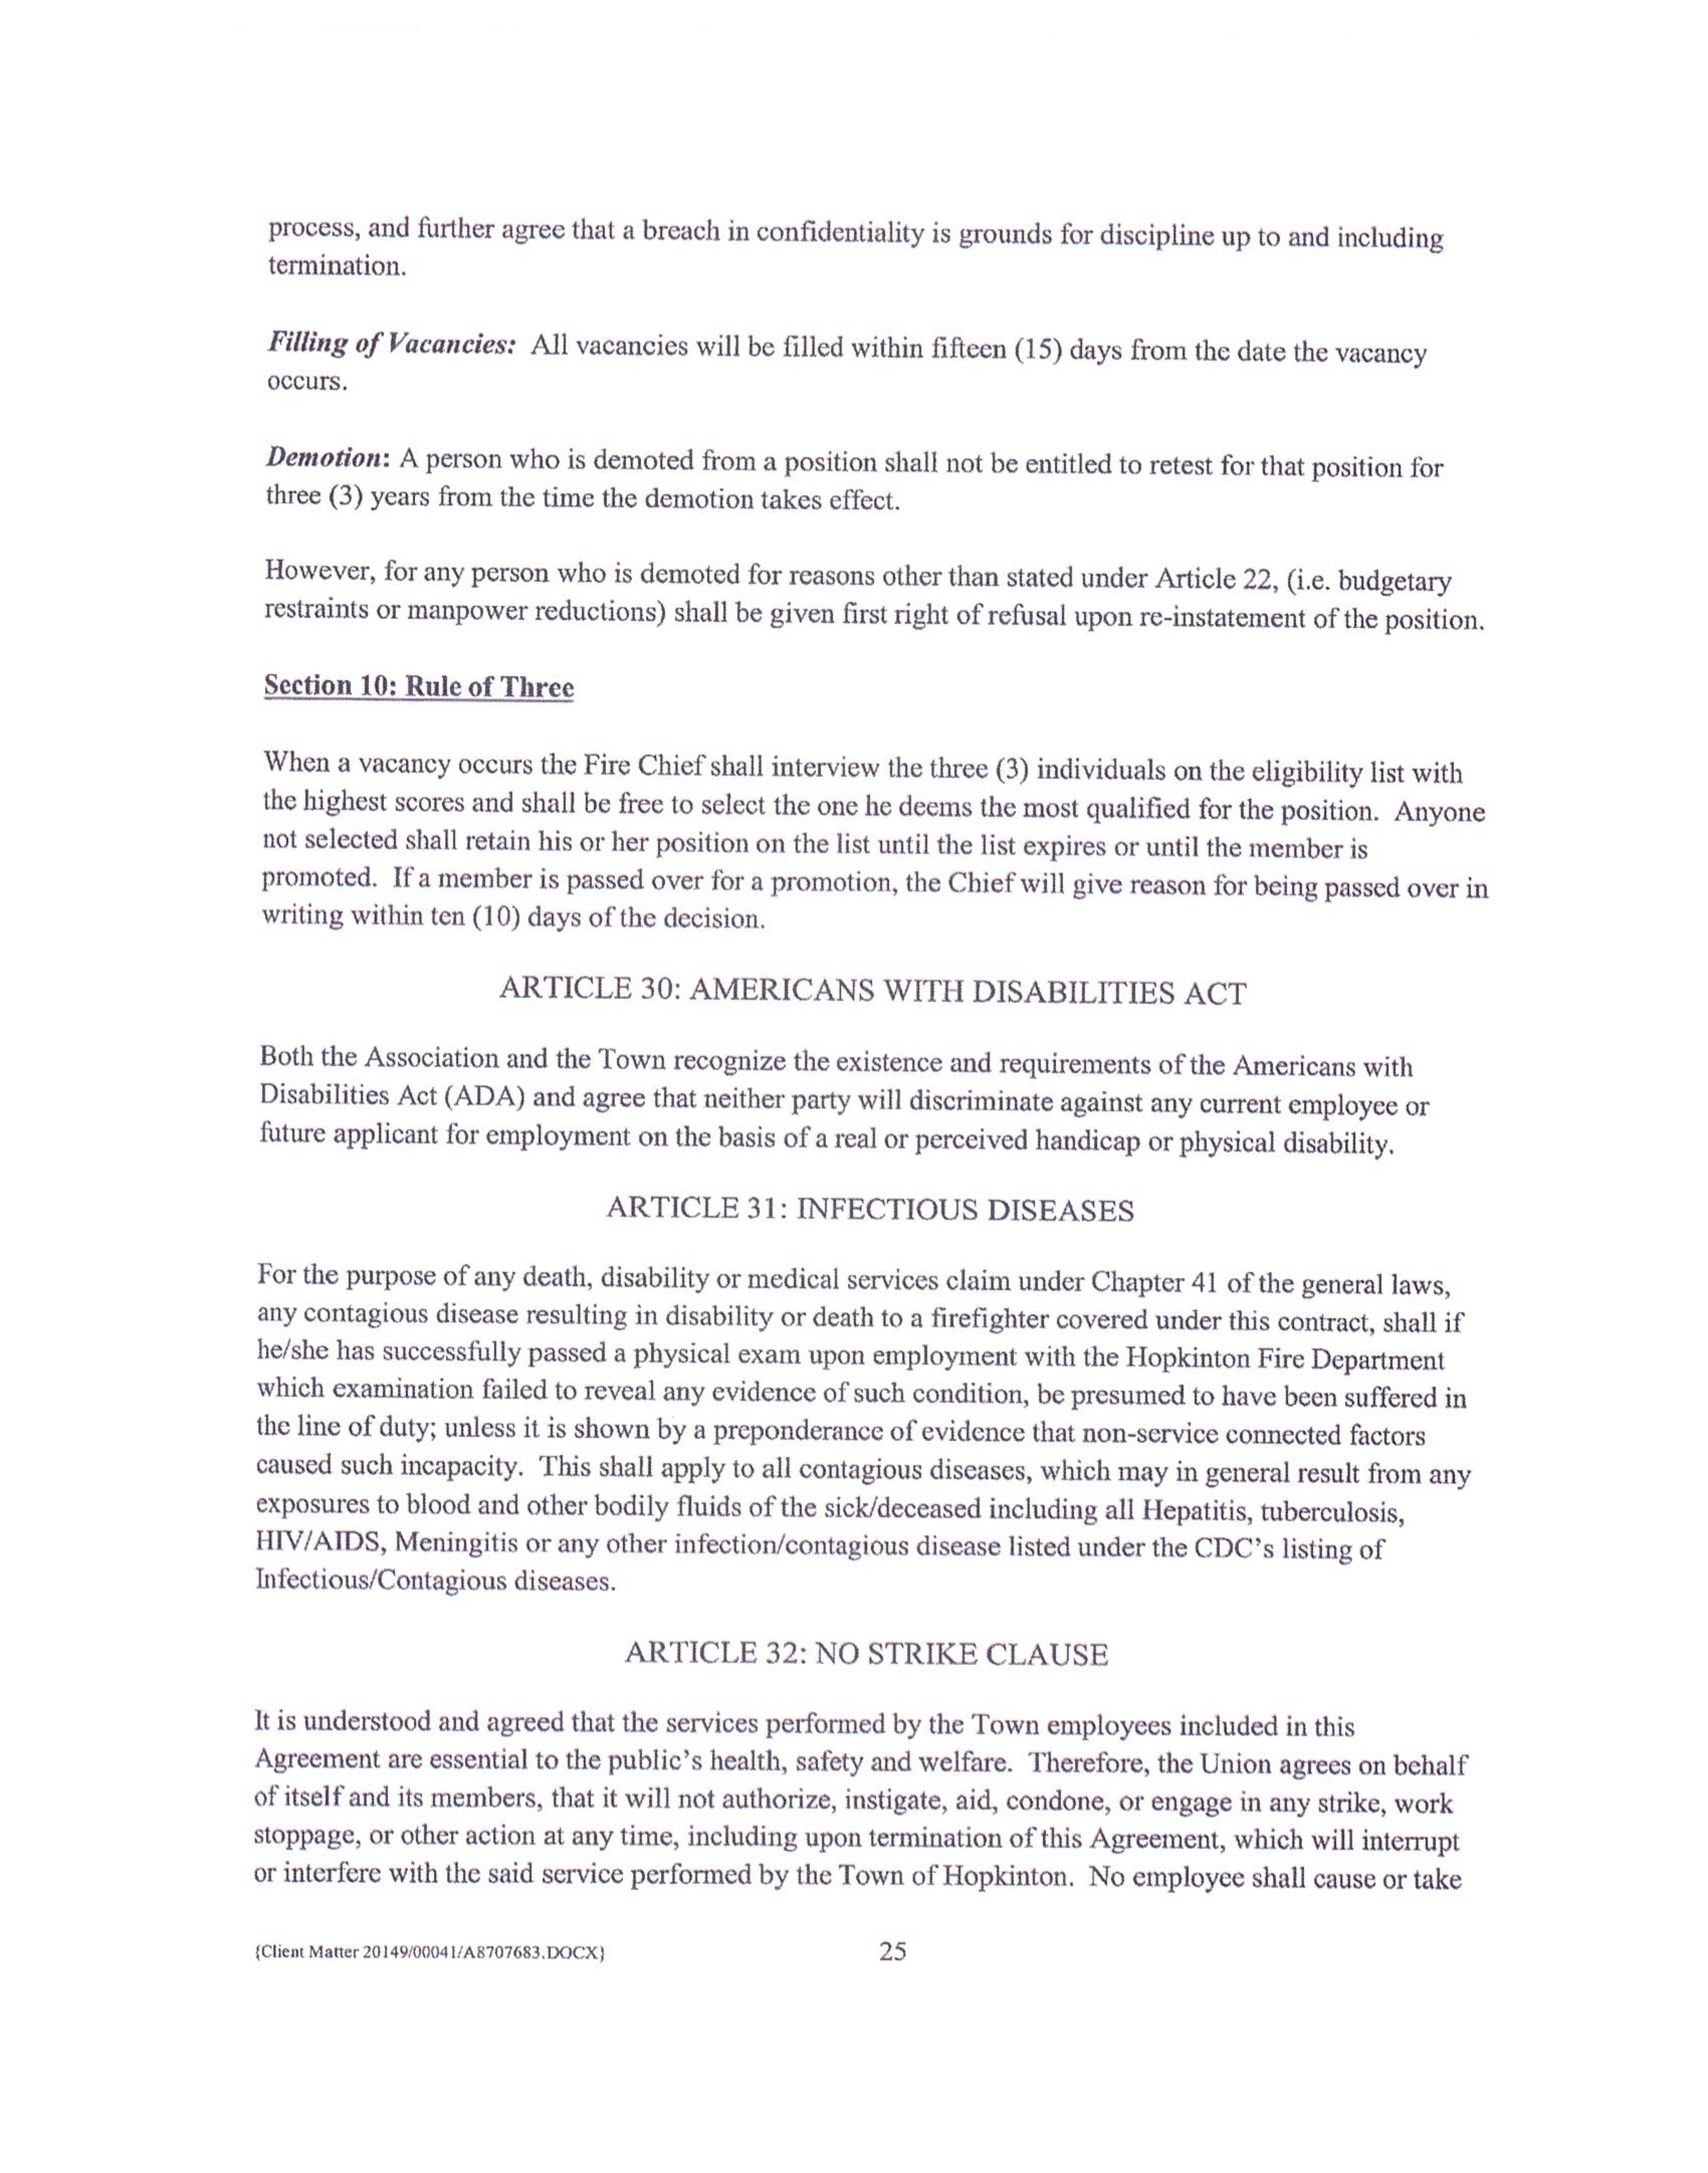 process, and further agree that a breach in confidentiality is grounds for discipline up to and including
termination.
Filling of Vacancies: All vacancies will be filled within fifteen (15) days from the date the vacancy
occurs.
Demotion: A person who is demoted from a position shall not be entitled to retest for that position for
three (3) years from the time the demotion takes effect.
However, for any person who is demoted for reasons other than stated under Article 22, (i.e. budgetary
restraints or manpower reductions) shall be given first right of refusal upon re-instatement of the position.
Section 10: Rule of Three
When a vacancy occurs the Fire Chief shall interview the three (3) individuals on the eligibility list with
the highest scores and shall be free to select the one he deems the most qualified for the position. Anyone
not selected shall retain his or her position on the list until the list expires or until the member is
promoted. If a member is passed over for a promotion, the Chief will give reason for being passed over in
writing within ten (10) days of the decision.
ARTICLE 30: AMERICANS WITH DISABILITIES ACT
Both the Association and the Town recognize the existence and requirements of the Americans with
Disabilities Act (ADA) and agree that neither party will discriminate against any current employee or
future applicant for employment on the basis of a real or perceived handicap or physical disability.
ARTICLE 31: INFECTIOUS DISEASES
For the purpose of any death, disability or medical services claim under Chapter 41 of the general laws,
any contagious disease resulting in disability or death to a firefighter covered under this contract, shall if
he/she has successfully passed a physical exam upon employment with the Hopkinton Fire Department
which examination failed to reveal any evidence of such condition, be presumed to have been suffered in
the line of duty; unless it is shown by a preponderance of evidence that non-service connected factors
caused such incapacity. This shall apply to all contagious diseases, which may in general result from any
exposures to blood and other bodily fluids of the sick/deceased including all Hepatitis, tuberculosis,
HIV/AIDS, Meningitis or any other infection/contagious disease listed under the CDC's listing of
Infectious/Contagious diseases.
ARTICLE 32: NO STRIKE CLAUSE
It is understood and agreed that the services performed by the Town employees included in this
Agreement are essential to the public's health, safety and welfare. Therefore, the Union agrees on behalf
of itself and its members, that it will not authorize, instigate, aid, condone, or engage in any strike, work
stoppage, or other action at any time, including upon termination of this Agreement, which will interrupt
or interfere with the said service performed by the Town of Hopkinton. No employee shall cause or take
{Client Matter 20149/00041/A8707683.DOCX}
25